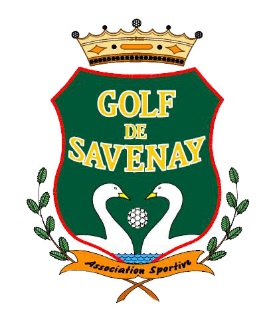 GOLF
DE
SAVENAY
Association Sportive